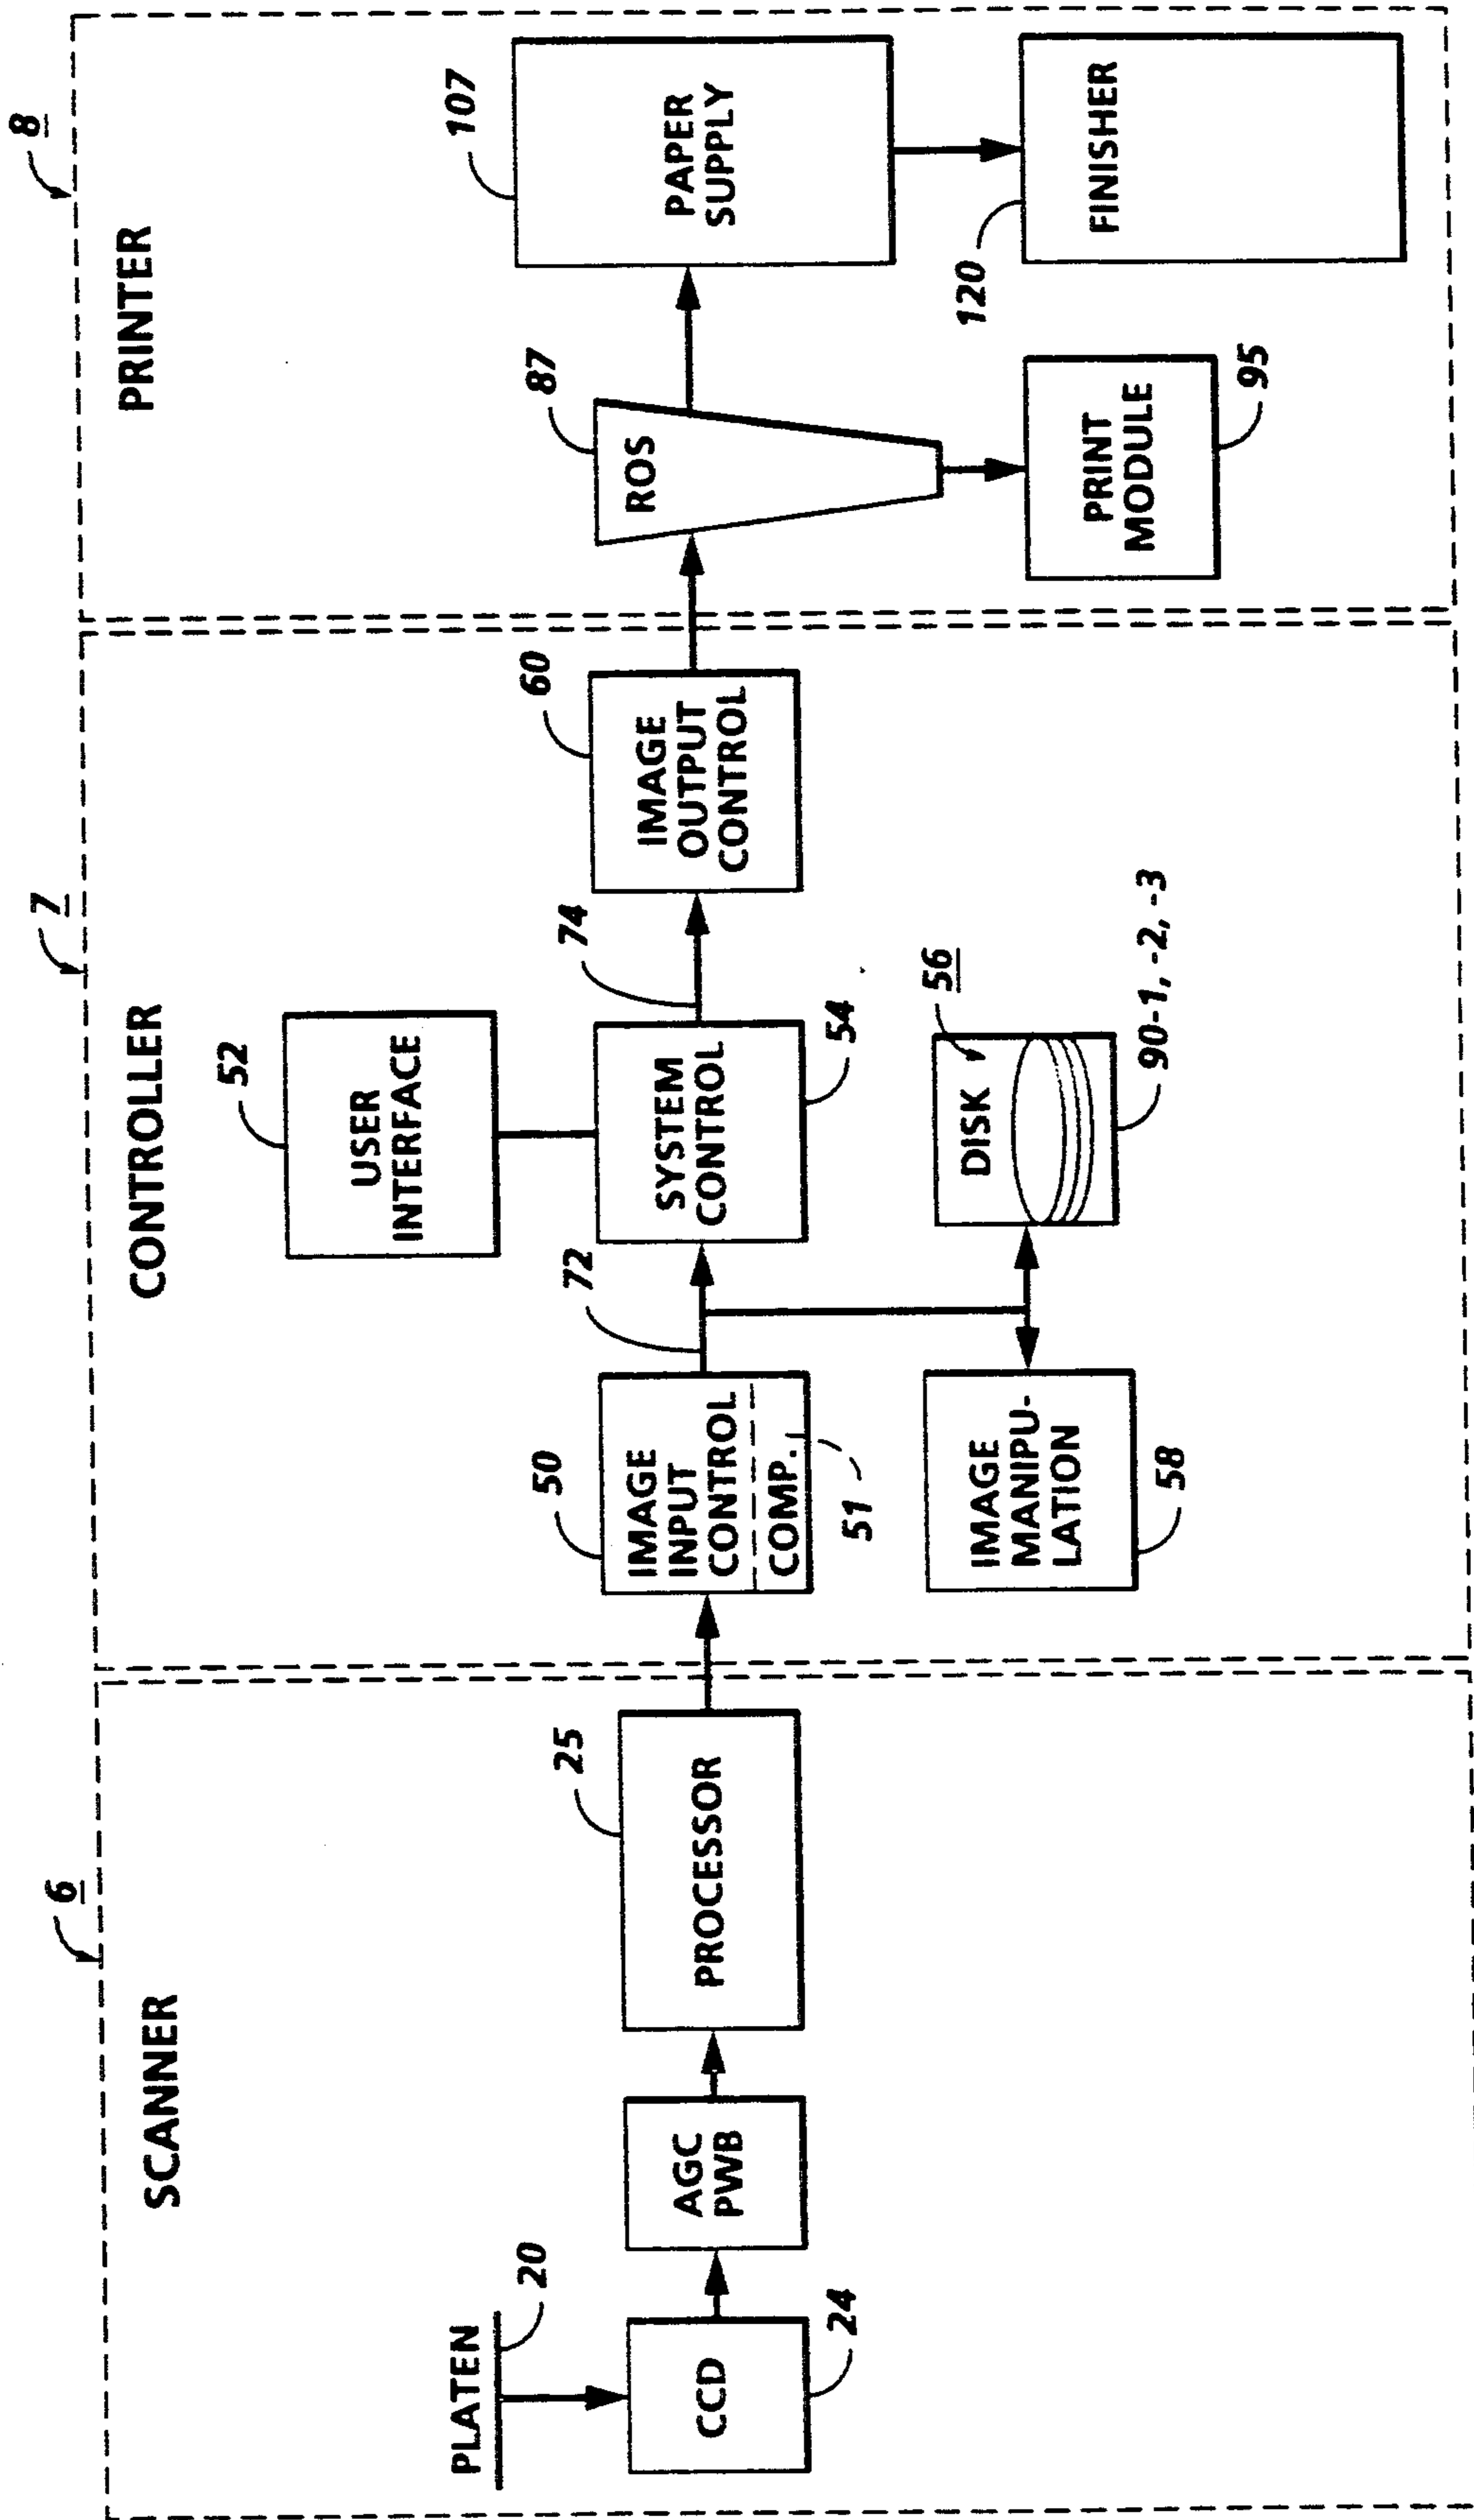 6
SCANNER
PLATEN
20
CCD
24
AGC
PWB
PROCESSOR
25
7
CONTROLLER
50
IMAGE
INPUT
CONTROL
COMP.
51
72
USER
INTERFACE
52
SYSTEM
CONTROL
54
74
IMAGE
MANIPU-
LATION
58
DISK
56
90-1, -2, -3
IMAGE
OUTPUT
CONTROL
60
8
PRINTER
ROS
87
PRINT
MODULE
95
PAPER
SUPPLY
107
FINISHER
120